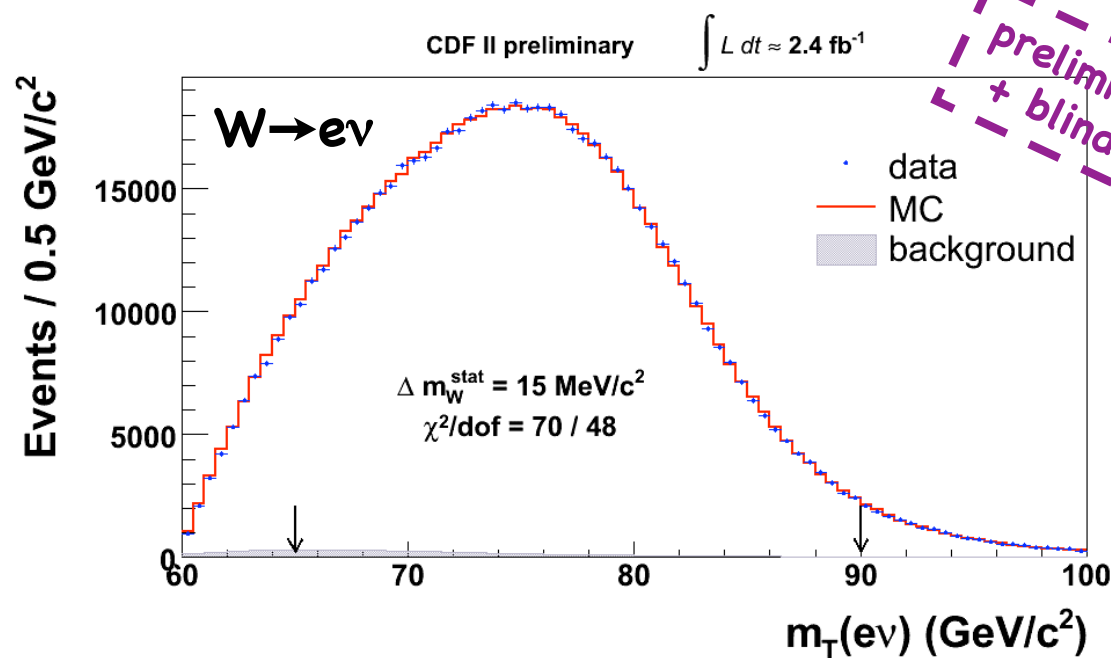 CDF II preliminary ∫ L dt ≈ 2.4 fb⁻¹
+
W→eν
data
MC
background
Δ m_W^stat = 15 MeV/c²
χ²/dof = 70 / 48
Events / 0.5 GeV/c²
15000
10000
5000
0
60 70 80 90 100
m_T(eν) (GeV/c²)